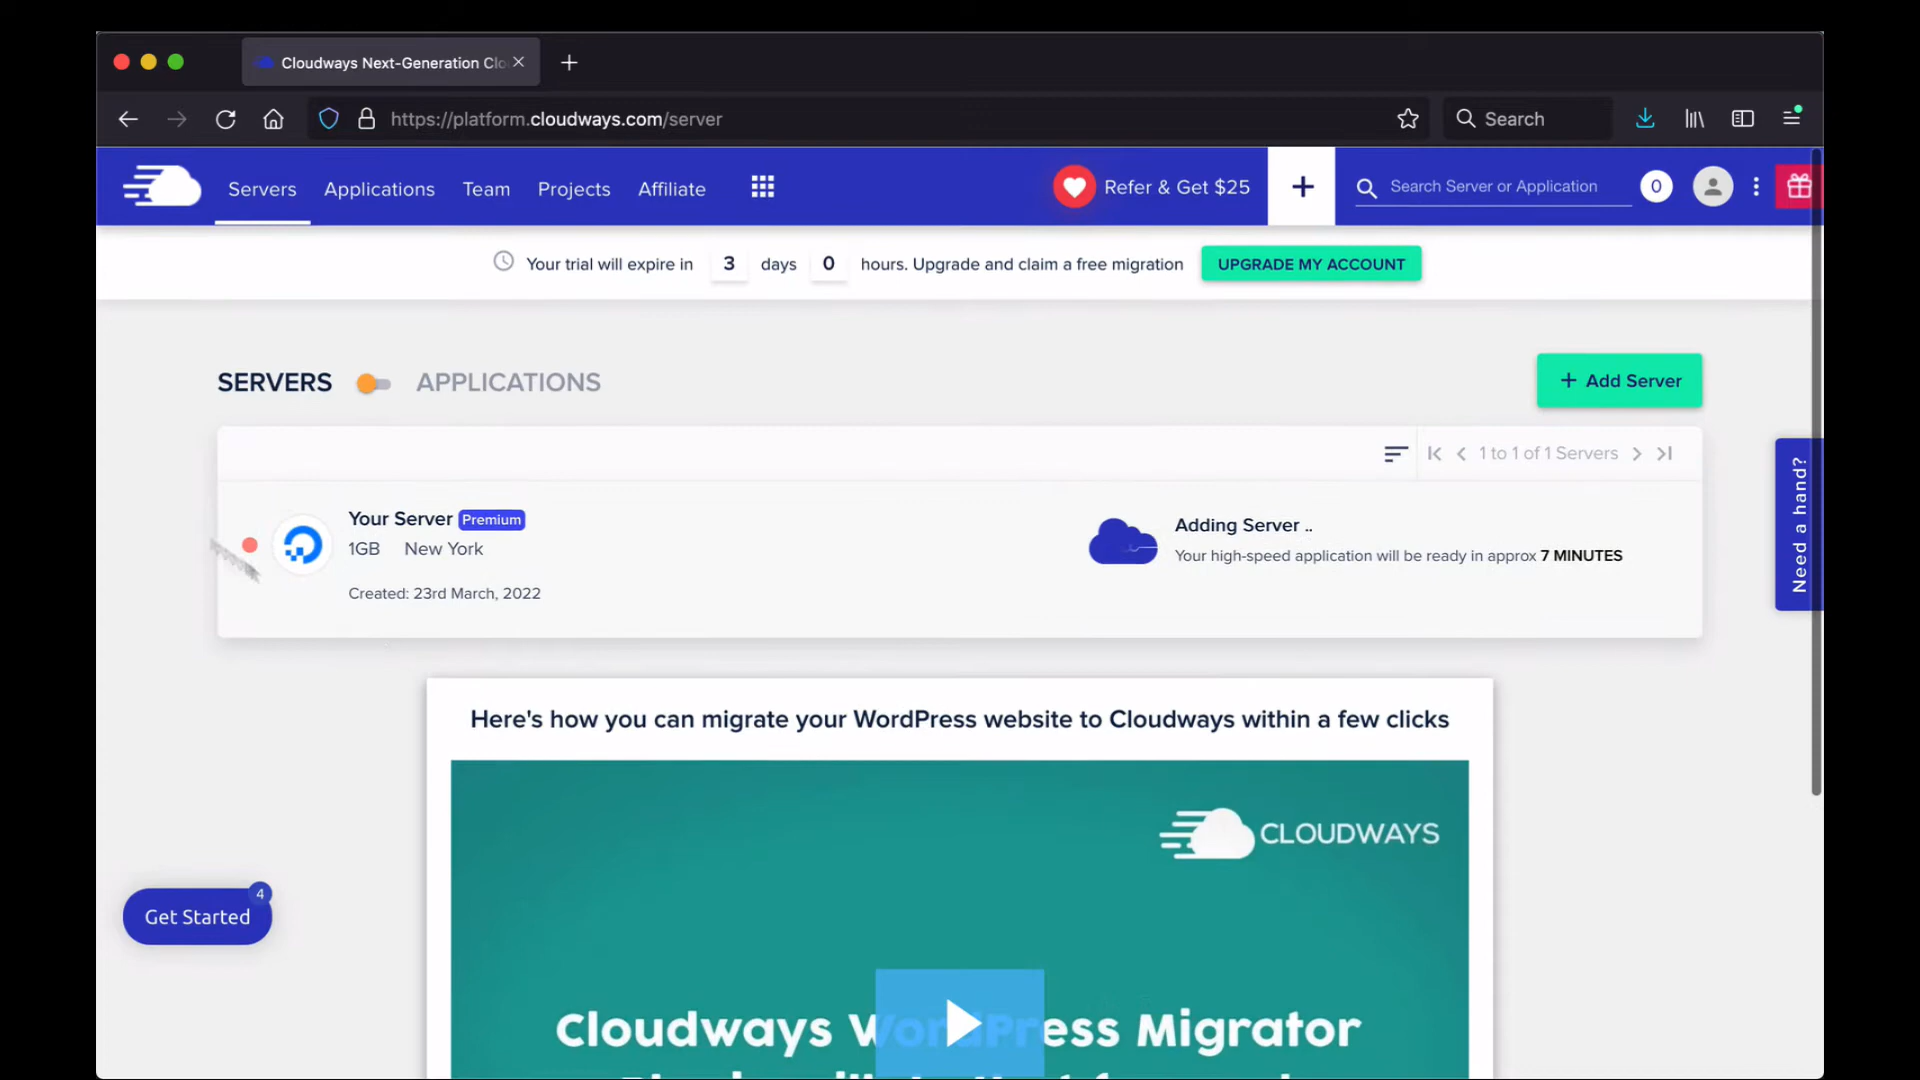 Cloudways Next-Generation Clo
https://platform.cloudways.com/server
Search
Servers
Applications
Team
Projects
Affiliate
Refer & Get $25
Search Server or Application
0
Your trial will expire in 3 days 0 hours. Upgrade and claim a free migration
UPGRADE MY ACCOUNT
SERVERS
APPLICATIONS
+ Add Server
1 to 1 of 1 Servers
Your Server Premium
1GB New York
Created: 23rd March, 2022
Adding Server ..
Your high-speed application will be ready in approx 7 MINUTES
Need a hand?
Here's how you can migrate your WordPress website to Cloudways within a few clicks
CLOUDWAYS
Cloudways WordPress Migrator
4
Get Started